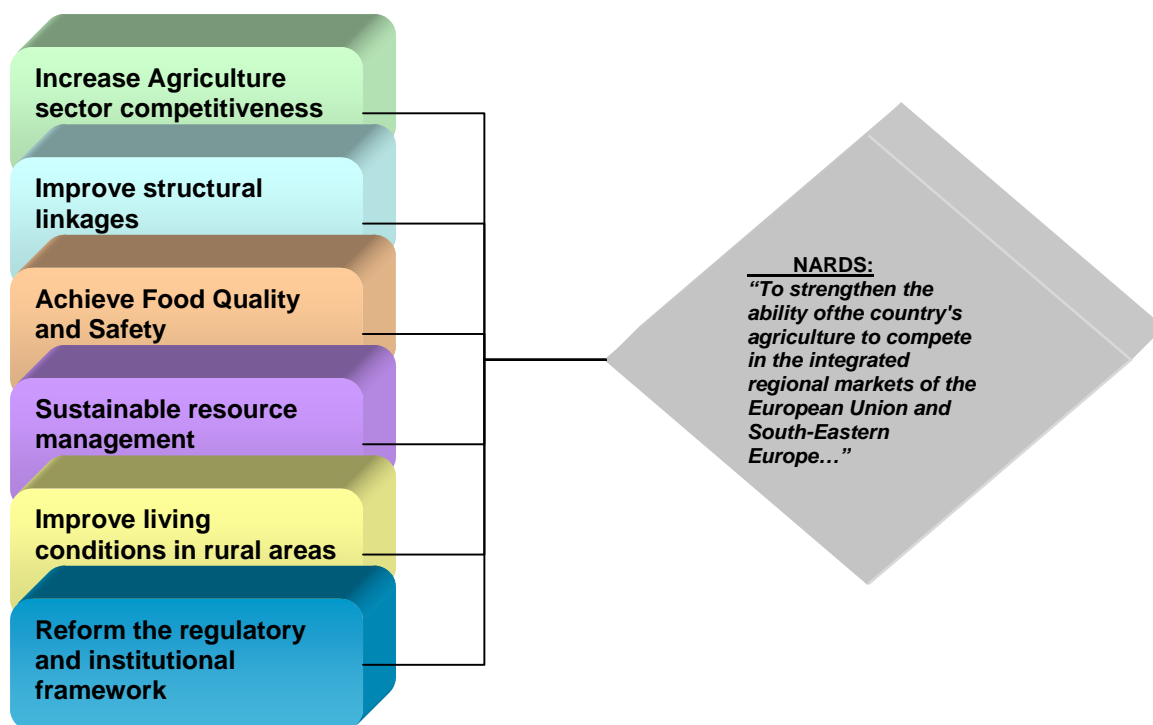 Increase Agriculture
sector competitiveness
Improve structural
linkages
Achieve Food Quality
and Safety
Sustainable resource
management
Improve living
conditions in rural areas
Reform the regulatory
and institutional
framework
NARDS:
“To strengthen the
ability ofthe country's
agriculture to compete
in the integrated
regional markets of the
European Union and
South-Eastern
Europe…”